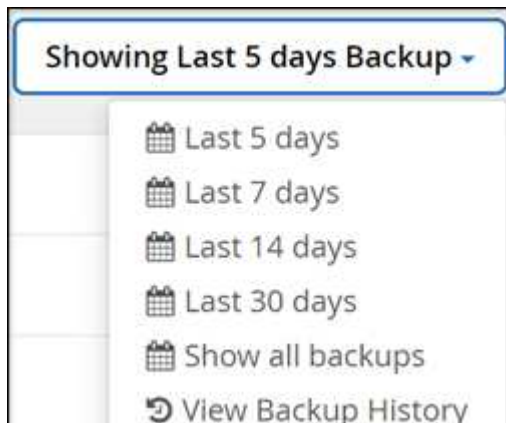 Showing Last 5 days Backup
Last 5 days
Last 7 days
Last 14 days
Last 30 days
Show all backups
View Backup History